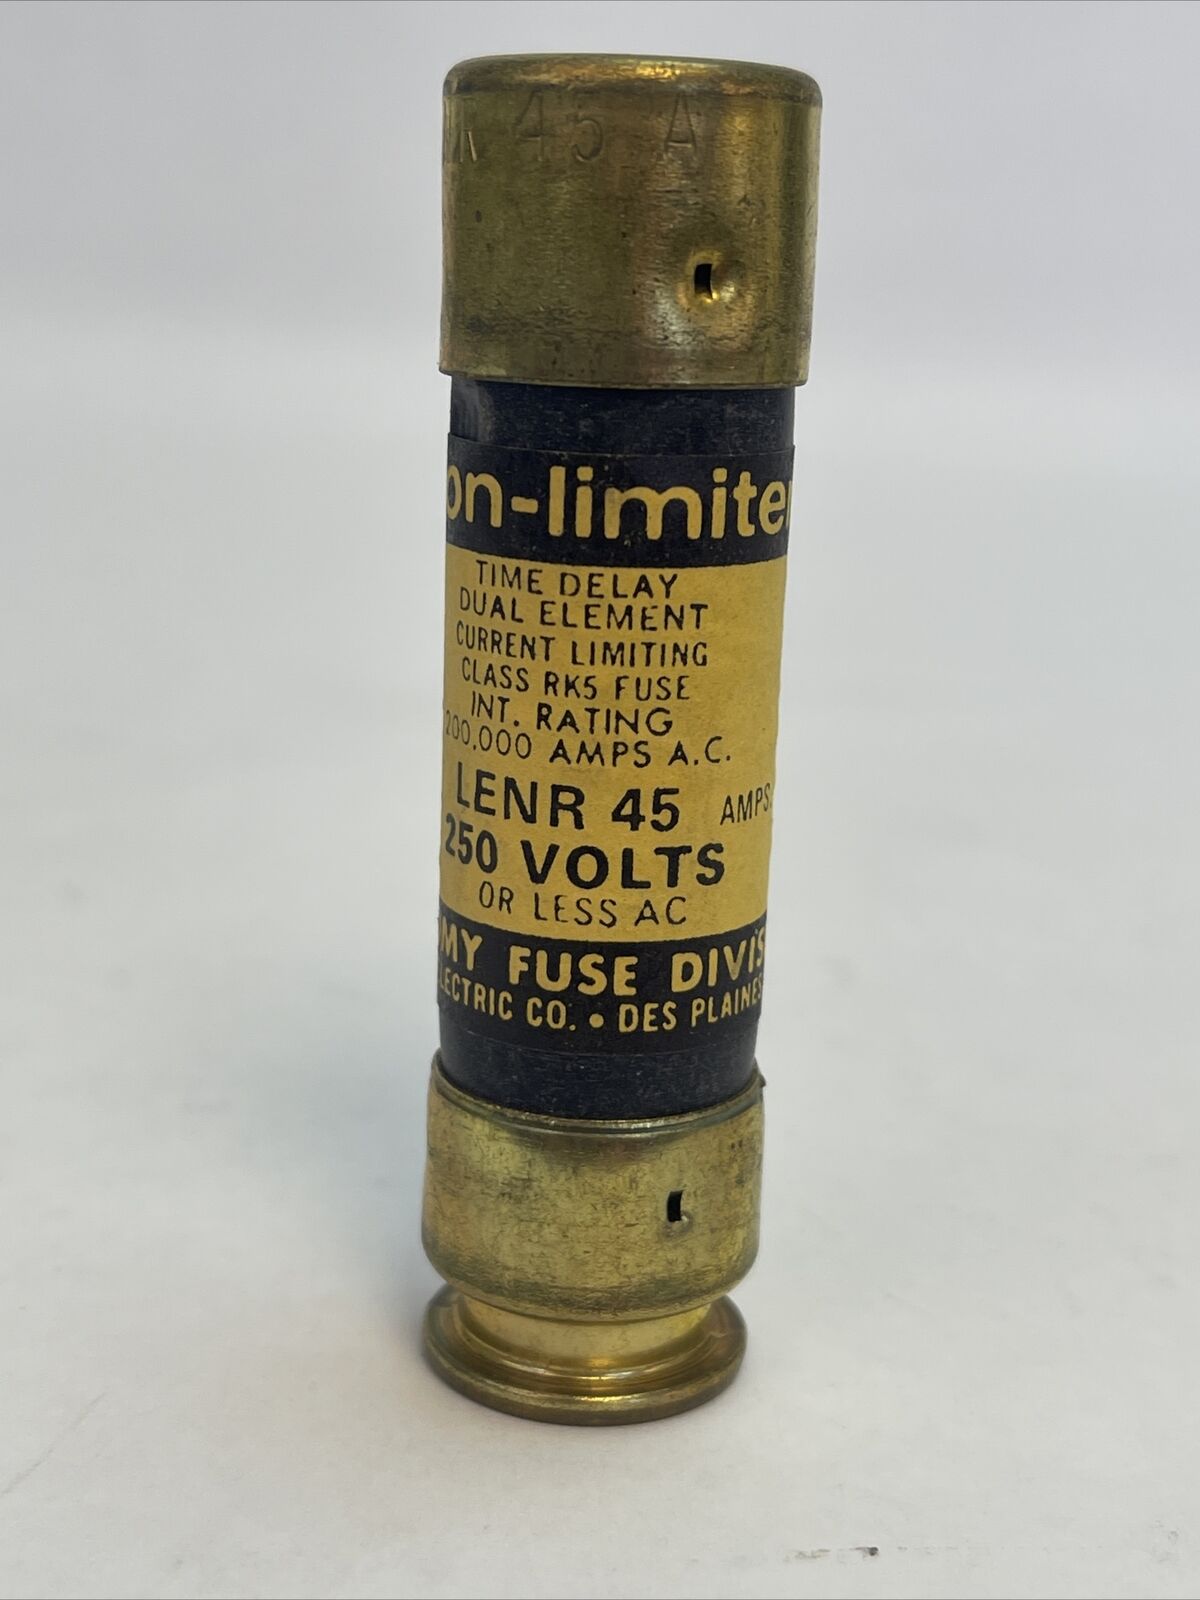 45 A
on-limiter
TIME DELAY
DUAL ELEMENT
CURRENT LIMITING
CLASS RK5 FUSE
INT. RATING
200,000 AMPS A.C.
LENR 45 AMPS.
250 VOLTS
OR LESS AC
MY FUSE DIVIS
LECTRIC CO. • DES PLAINES